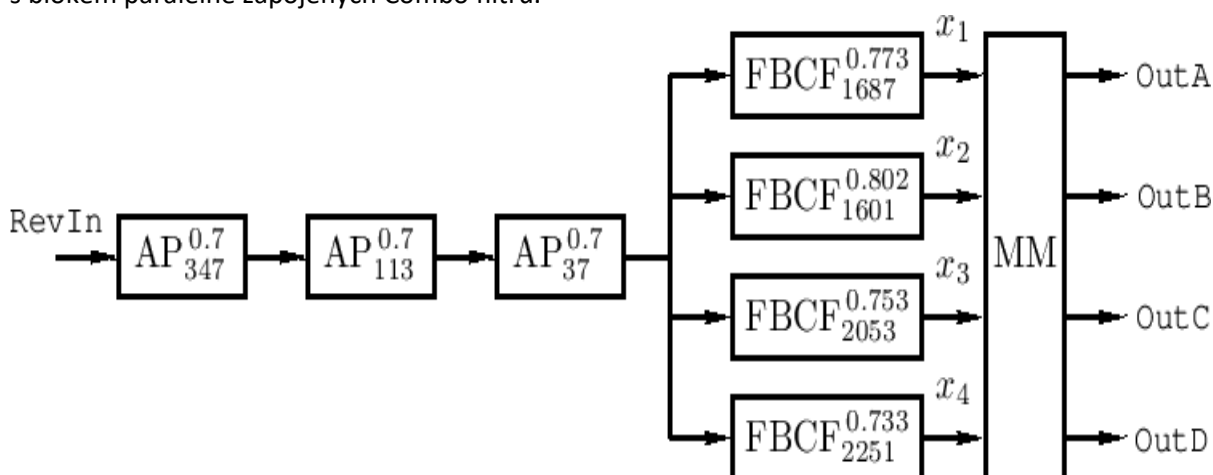 s blokem paralelně zapojených Combo filtrů:
x₁
FBCF 0.773 1687
OutA
x₂
FBCF 0.802 1601
OutB
RevIn
AP 0.7 347
AP 0.7 113
AP 0.7 37
MM
x₃
FBCF 0.753 2053
OutC
x₄
FBCF 0.733 2251
OutD